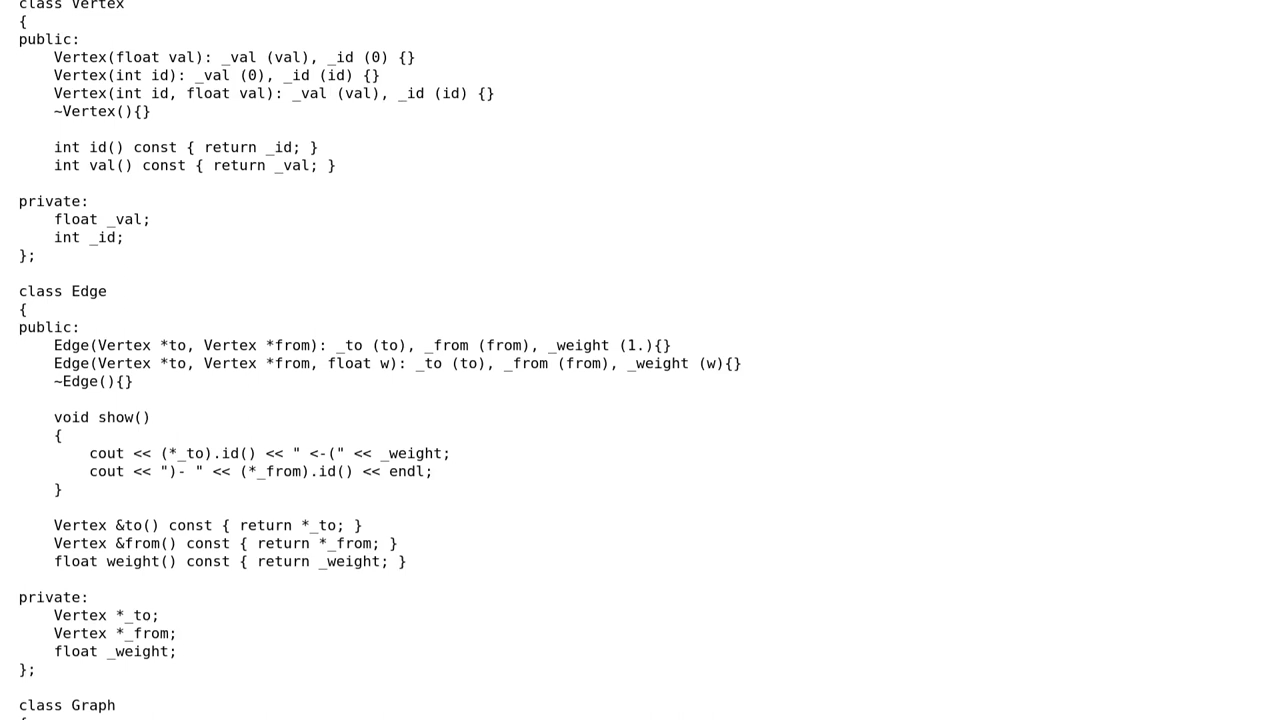 class Vertex
{
public:
    Vertex(float val): _val (val), _id (0) {}
    Vertex(int id): _val (0), _id (id) {}
    Vertex(int id, float val): _val (val), _id (id) {}
    ~Vertex(){}

    int id() const { return _id; }
    int val() const { return _val; }

private:
    float _val;
    int _id;
};

class Edge
{
public:
    Edge(Vertex *to, Vertex *from): _to (to), _from (from), _weight (1.){}
    Edge(Vertex *to, Vertex *from, float w): _to (to), _from (from), _weight (w){}
    ~Edge(){}

    void show()
    {
        cout << (*_to).id() << " <-(" << _weight;
        cout << ")- " << (*_from).id() << endl;
    }

    Vertex &to() const { return *_to; }
    Vertex &from() const { return *_from; }
    float weight() const { return _weight; }

private:
    Vertex *_to;
    Vertex *_from;
    float _weight;
};

class Graph
{